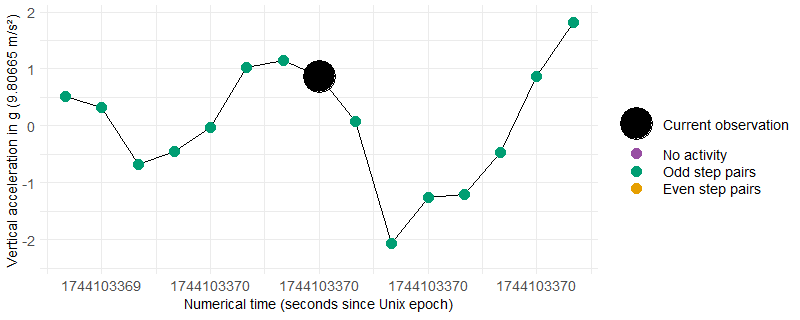 Vertical acceleration in g (9.80665 m/s²)
2
1
0
-1
-2
1744103369 1744103370 1744103370 1744103370 1744103370
Numerical time (seconds since Unix epoch)
Current observation
No activity
Odd step pairs
Even step pairs